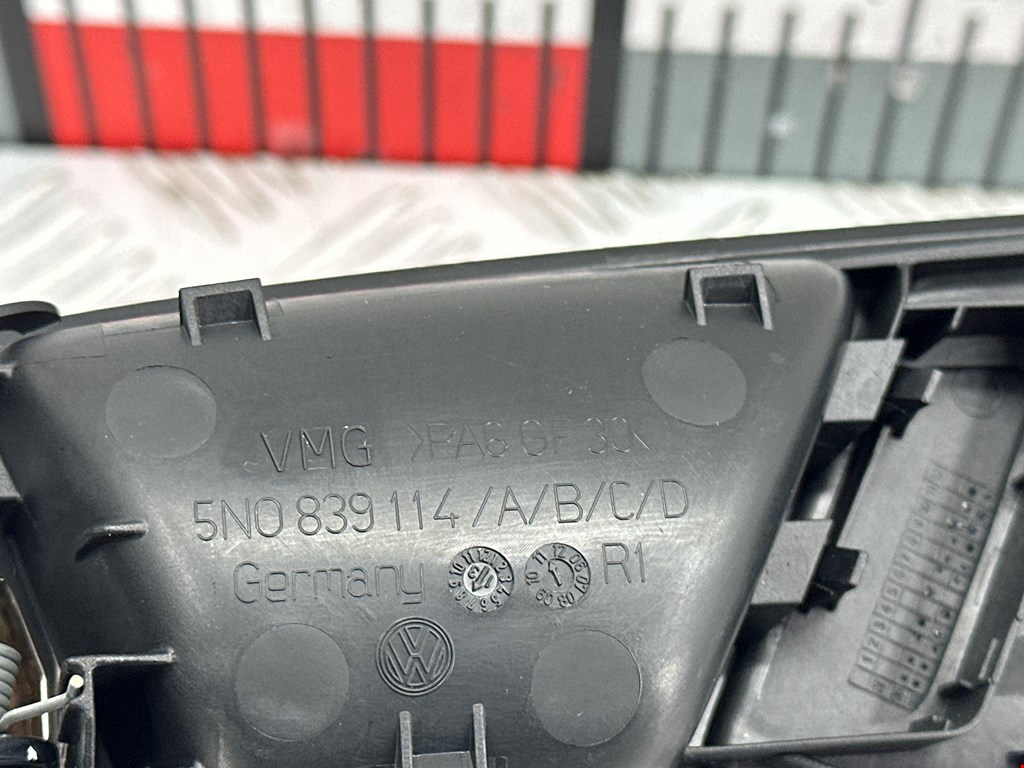 VMG >PA6 GF 30<
5N0 839 114 /A/B/C/D
Germany R1